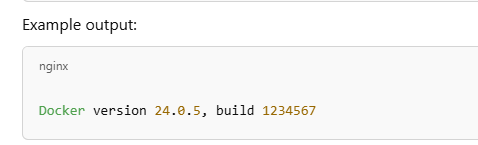 Example output:
nginx
Docker version 24.0.5, build 1234567